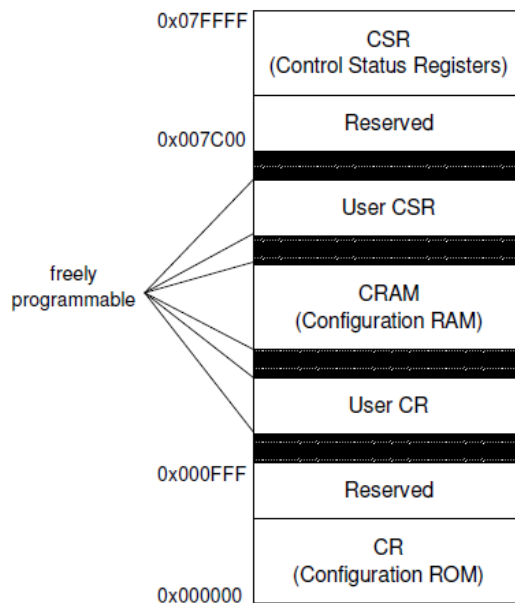 0x07FFFF
CSR
(Control Status Registers)
Reserved
0x007C00
User CSR
freely
programmable
CRAM
(Configuration RAM)
User CR
0x000FFF
Reserved
CR
(Configuration ROM)
0x000000